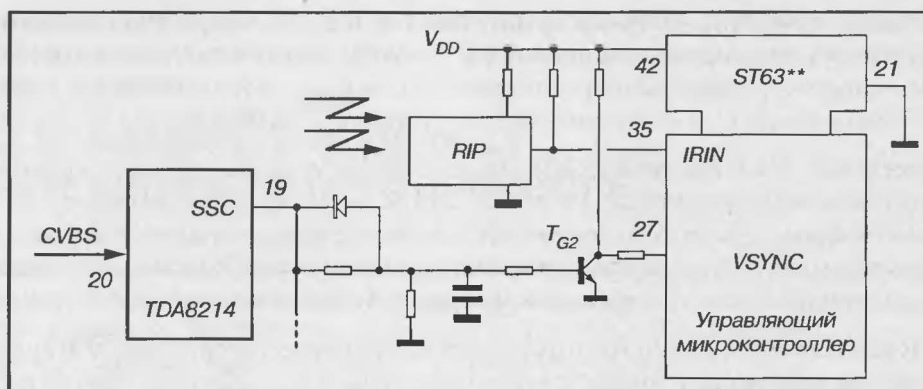 V_DD
42
ST63**
21
35
RIP
IRIN
19
SSC
CVBS
20
TDA8214
T_G2
27
VSYNC
Управляющий
микроконтроллер